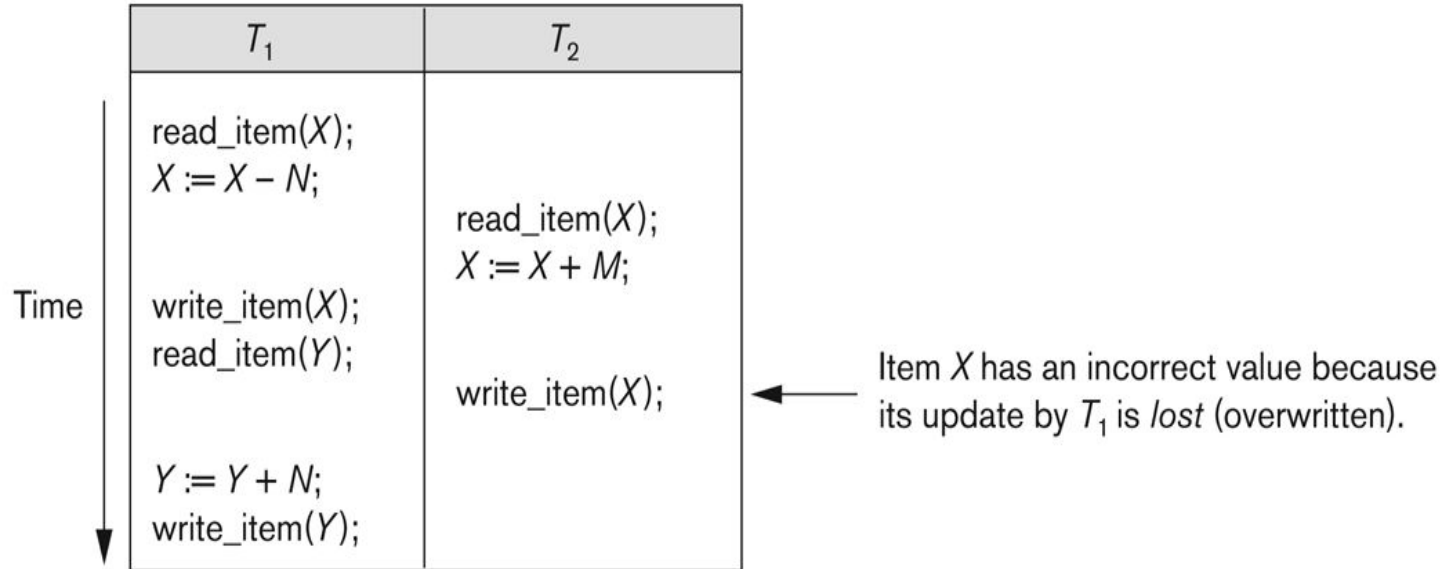 T1 T2
read_item(X);
X := X – N;
read_item(X);
X := X + M;
Time
write_item(X);
read_item(Y);
write_item(X);
Item X has an incorrect value because
its update by T1 is lost (overwritten).
Y := Y + N;
write_item(Y);